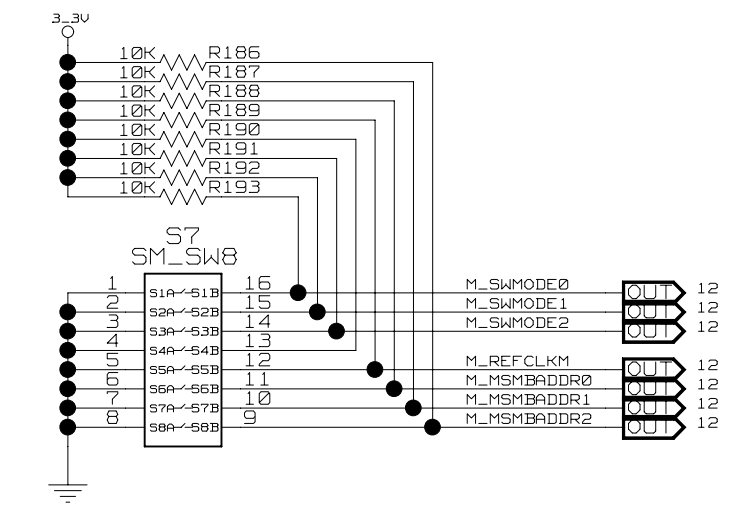 3_3V
10K R186
10K R187
10K R188
10K R189
10K R190
10K R191
10K R192
10K R193
S7
SM_SW8
1 S1A S1B 16 M_SWMODE0 OUT 12
2 S2A S2B 15 M_SWMODE1 OUT 12
3 S3A S3B 14 M_SWMODE2 OUT 12
4 S4A S4B 13
5 S5A S5B 12 M_REFCLKM OUT 12
6 S6A S6B 11 M_MSMBADDR0 OUT 12
7 S7A S7B 10 M_MSMBADDR1 OUT 12
8 S8A S8B 9 M_MSMBADDR2 OUT 12